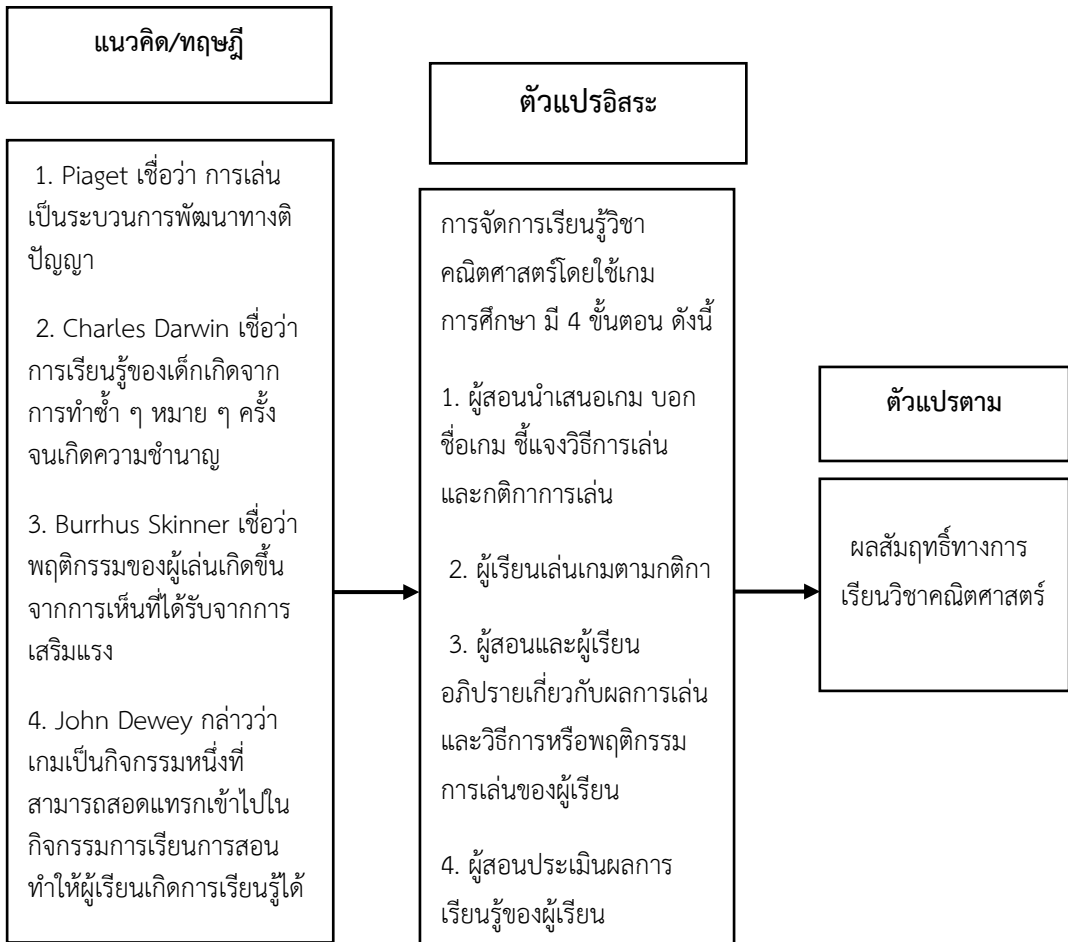 แนวคิด/ทฤษฎี
1. Piaget เชื่อว่า การเล่น
เป็นระบวนการพัฒนาทางติ
ปัญญา
2. Charles Darwin เชื่อว่า
การเรียนรู้ของเด็กเกิดจาก
การทำซ้ำ ๆ หมาย ๆ ครั้ง
จนเกิดความชำนาญ
3. Burrhus Skinner เชื่อว่า
พฤติกรรมของผู้เล่นเกิดขึ้น
จากการเห็นที่ได้รับจากการ
เสริมแรง
4. John Dewey กล่าวว่า
เกมเป็นกิจกรรมหนึ่งที่
สามารถสอดแทรกเข้าไปใน
กิจกรรมการเรียนการสอน
ทำให้ผู้เรียนเกิดการเรียนรู้ได้
ตัวแปรอิสระ
การจัดการเรียนรู้วิชา
คณิตศาสตร์โดยใช้เกม
การศึกษา มี 4 ขั้นตอน ดังนี้
1. ผู้สอนนำเสนอเกม บอก
ชื่อเกม ชี้แจงวิธีการเล่น
และกติกาการเล่น
2. ผู้เรียนเล่นเกมตามกติกา
3. ผู้สอนและผู้เรียน
อภิปรายเกี่ยวกับผลการเล่น
และวิธีการหรือพฤติกรรม
การเล่นของผู้เรียน
4. ผู้สอนประเมินผลการ
เรียนรู้ของผู้เรียน
ตัวแปรตาม
ผลสัมฤทธิ์ทางการ
เรียนวิชาคณิตศาสตร์